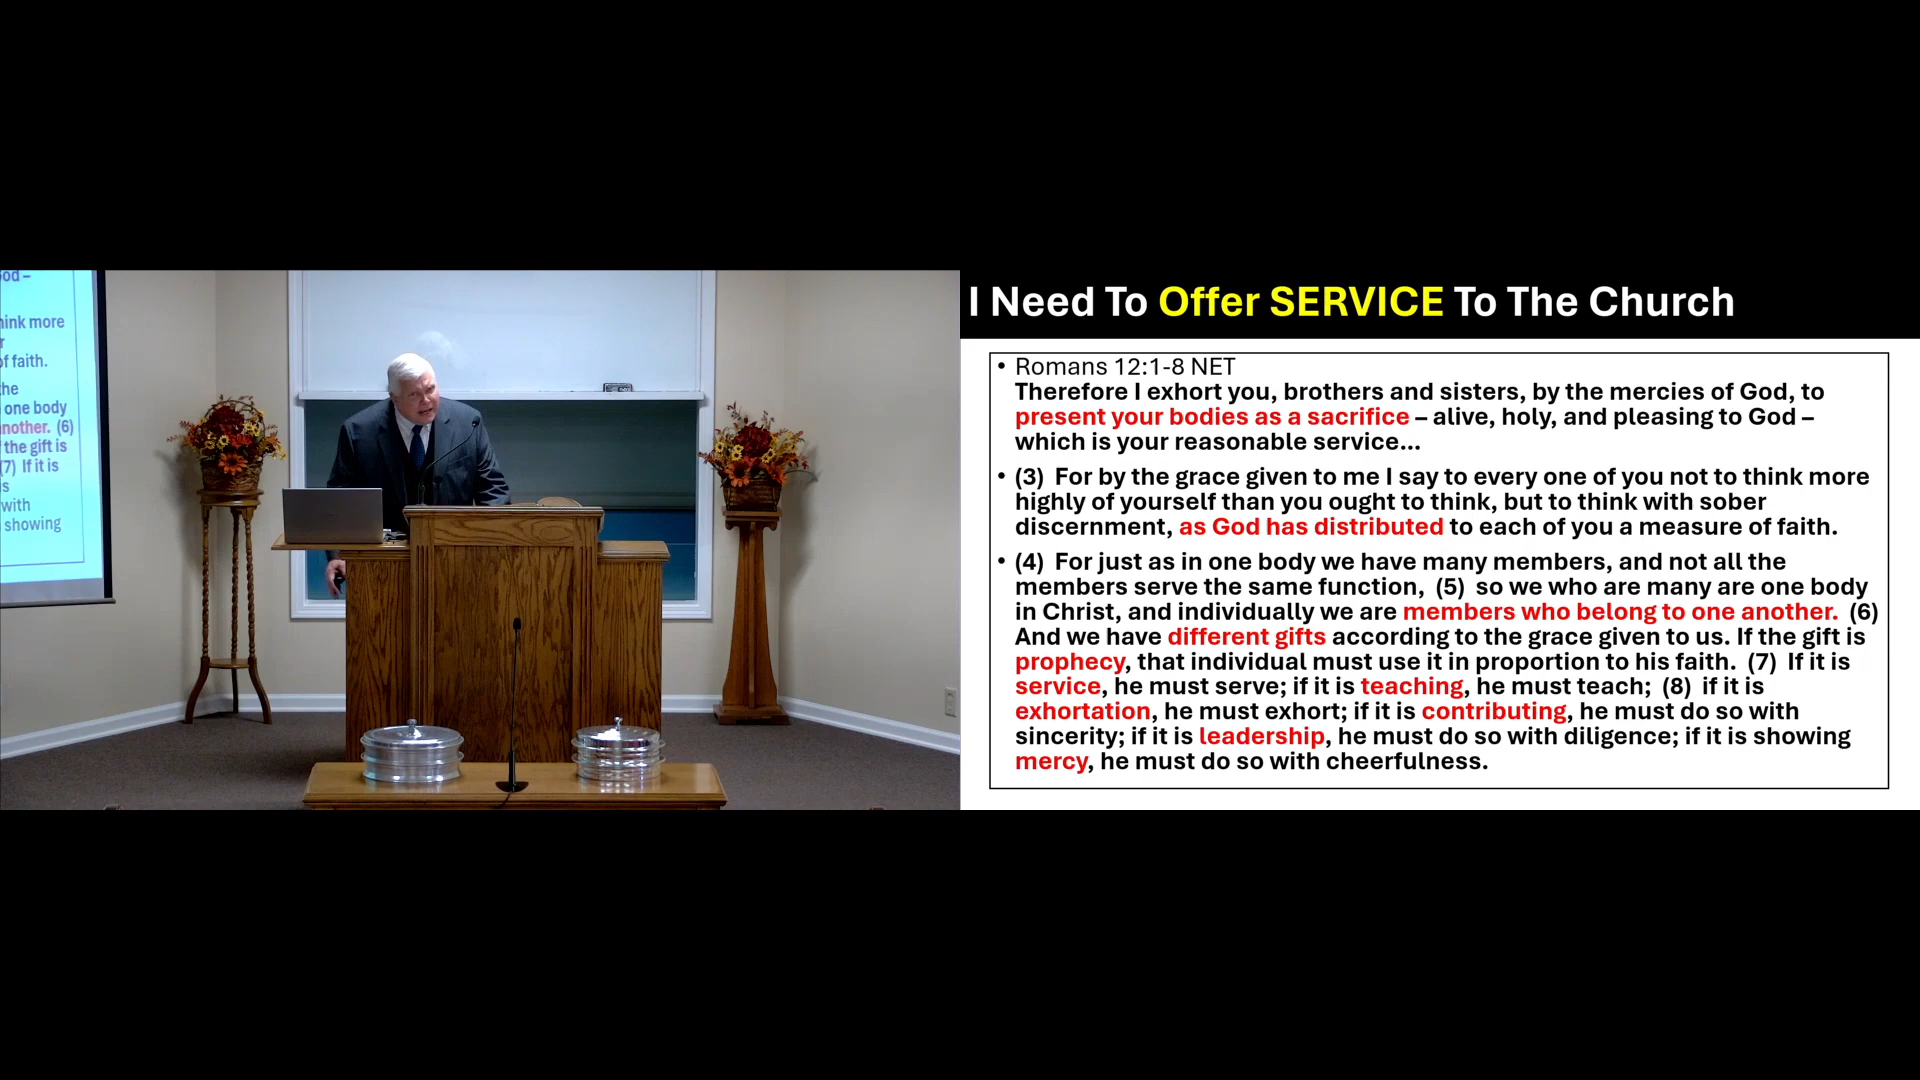 od –
ink more
r
of faith.
he
one body
nother. (6)
the gift is
7) If it is
s
with
showing
I Need To Offer SERVICE To The Church
• Romans 12:1-8 NET
Therefore I exhort you, brothers and sisters, by the mercies of God, to
present your bodies as a sacrifice – alive, holy, and pleasing to God –
which is your reasonable service...
• (3) For by the grace given to me I say to every one of you not to think more
highly of yourself than you ought to think, but to think with sober
discernment, as God has distributed to each of you a measure of faith.
• (4) For just as in one body we have many members, and not all the
members serve the same function, (5) so we who are many are one body
in Christ, and individually we are members who belong to one another. (6)
And we have different gifts according to the grace given to us. If the gift is
prophecy, that individual must use it in proportion to his faith. (7) If it is
service, he must serve; if it is teaching, he must teach; (8) if it is
exhortation, he must exhort; if it is contributing, he must do so with
sincerity; if it is leadership, he must do so with diligence; if it is showing
mercy, he must do so with cheerfulness.